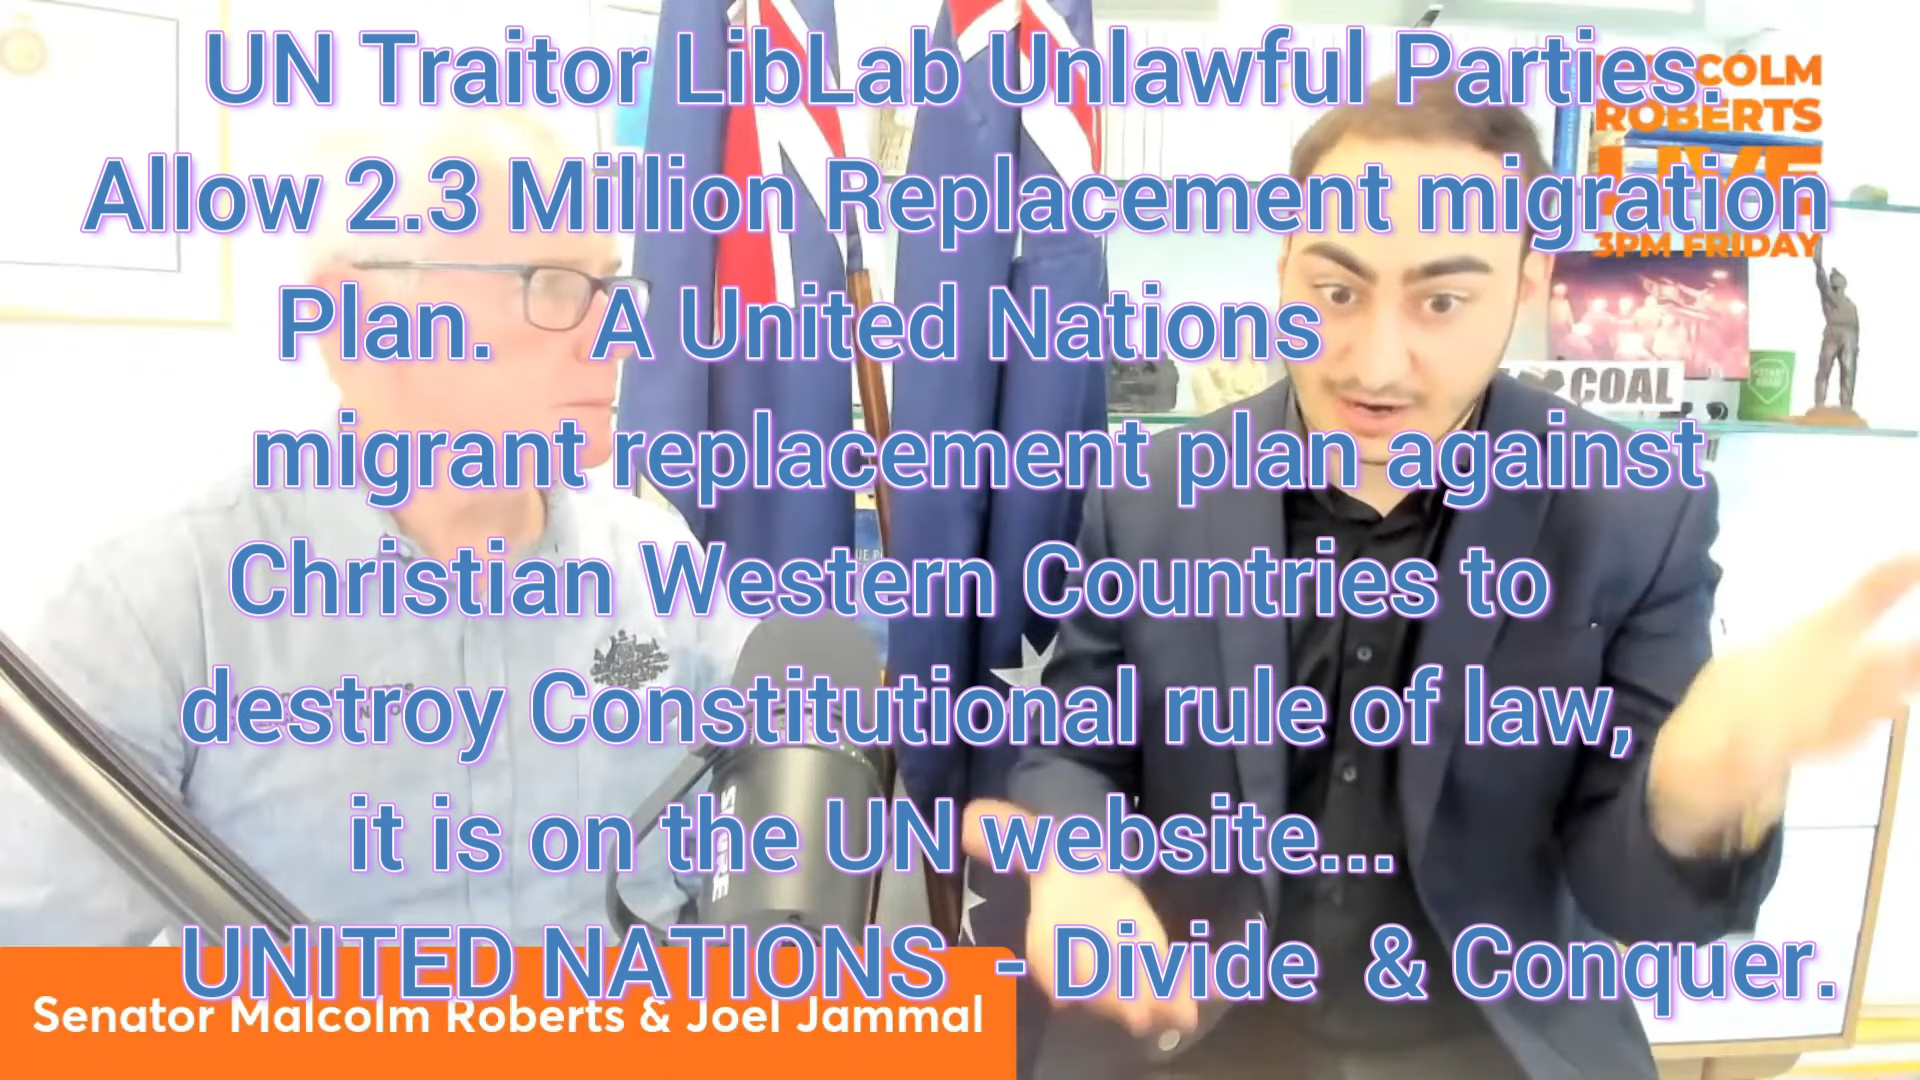 UN Traitor LibLab Unlawful Parties.
Allow 2.3 Million Replacement migration
Plan. A United Nations
migrant replacement plan against
Christian Western Countries to
destroy Constitutional rule of law,
it is on the UN website...
UNITED NATIONS - Divide & Conquer.
ROBERTS
LIVE
3PM FRIDAY
COAL
SHURE
Senator Malcolm Roberts & Joel Jammal